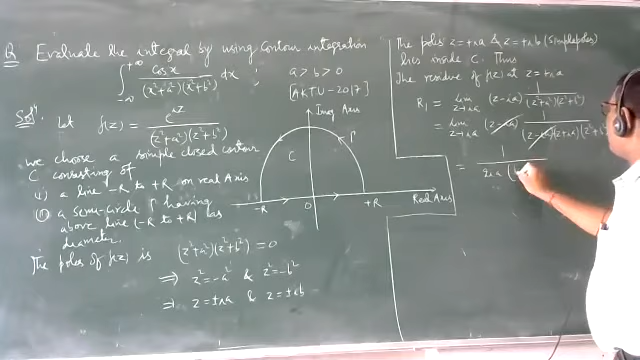 Q Evaluate the integral by using Contour integration
∫_{-∞}^{+∞} cosx / (x²+a²)(x²+b²) dx ; a > b > 0
[AKTU-2017]
Solⁿ. Let f(z) = e^{iz} / (z²+a²)(z²+b²)
we choose a simple closed contour
C consisting of
(i) a line -R to +R on real Axis
(ii) a semi-circle Γ having
above line (-R to +R) as
diameter.
The poles of f(z) is (z²+a²)(z²+b²) = 0
⇒ z² = -a² & z² = -b²
⇒ z = ±ia & z = ±ib
Imag Axis
Γ
C
-R O +R Real Axis
The poles z = +ia & z = +ib (Simple poles)
lies inside C. Thus
The residue of f(z) at z = +ia
R₁ = lim_{z→ia} (z-ia) 1 / (z²+a²)(z²+b²)
= lim_{z→ia} (z-ia) 1 / (z-ia)(z+ia)(z²+b
= 1 / 2ia (